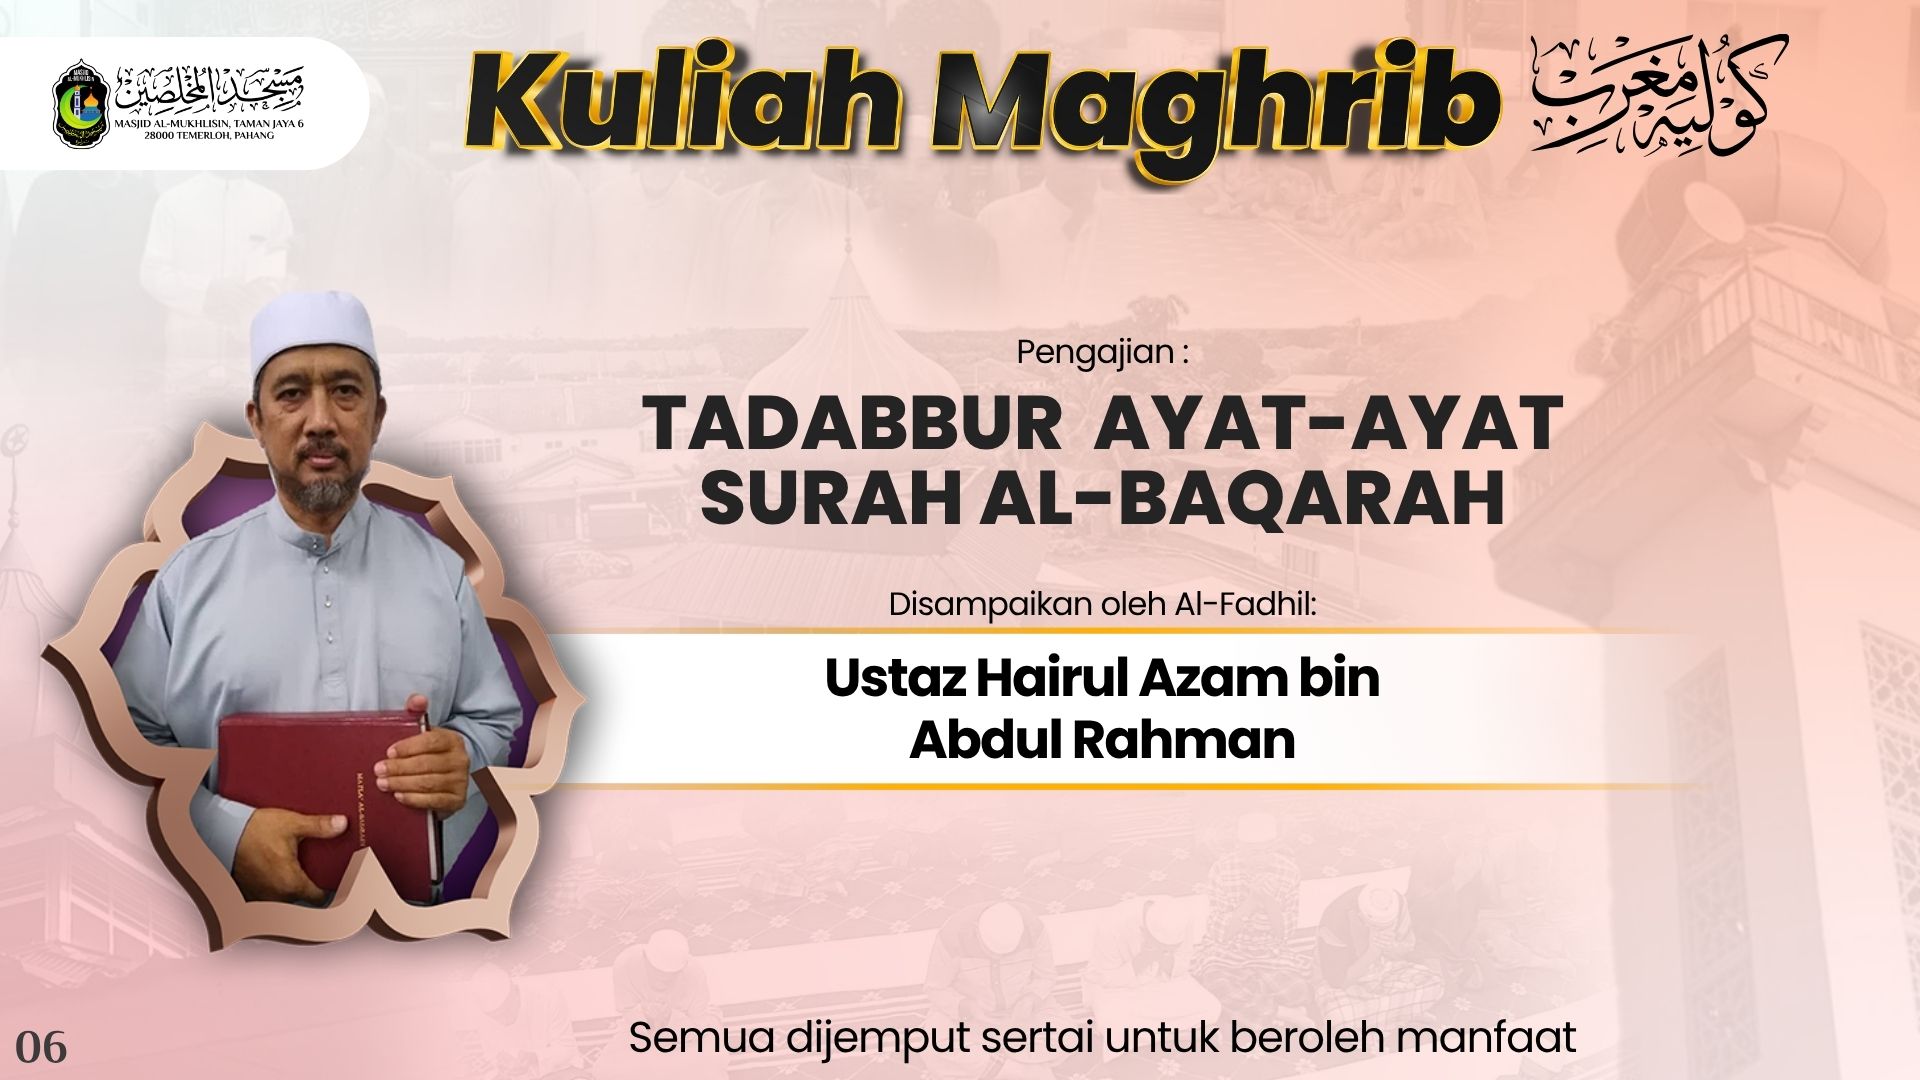 مسجد المخلصين
MASJID AL-MUKHLISIN, TAMAN JAYA 6
28000 TEMERLOH, PAHANG
Kuliah Maghrib
كوليه مغرب
Pengajian :
TADABBUR AYAT-AYAT
SURAH AL-BAQARAH
Disampaikan oleh Al-Fadhil:
Ustaz Hairul Azam bin
Abdul Rahman
Semua dijemput sertai untuk beroleh manfaat
06